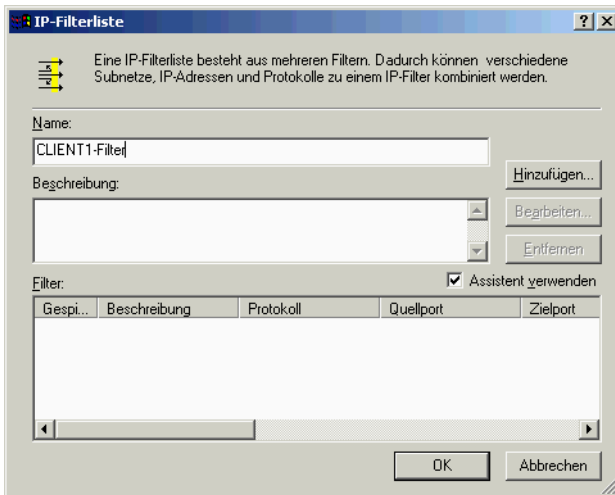 IP-Filterliste
Eine IP-Filterliste besteht aus mehreren Filtern. Dadurch können verschiedene
Subnetze, IP-Adressen und Protokolle zu einem IP-Filter kombiniert werden.
Name:
CLIENT1-Filter
Hinzufügen...
Beschreibung:
Bearbeiten...
Entfernen
Filter:
Assistent verwenden
Gespi... Beschreibung Protokoll Quellport Zielport
OK Abbrechen